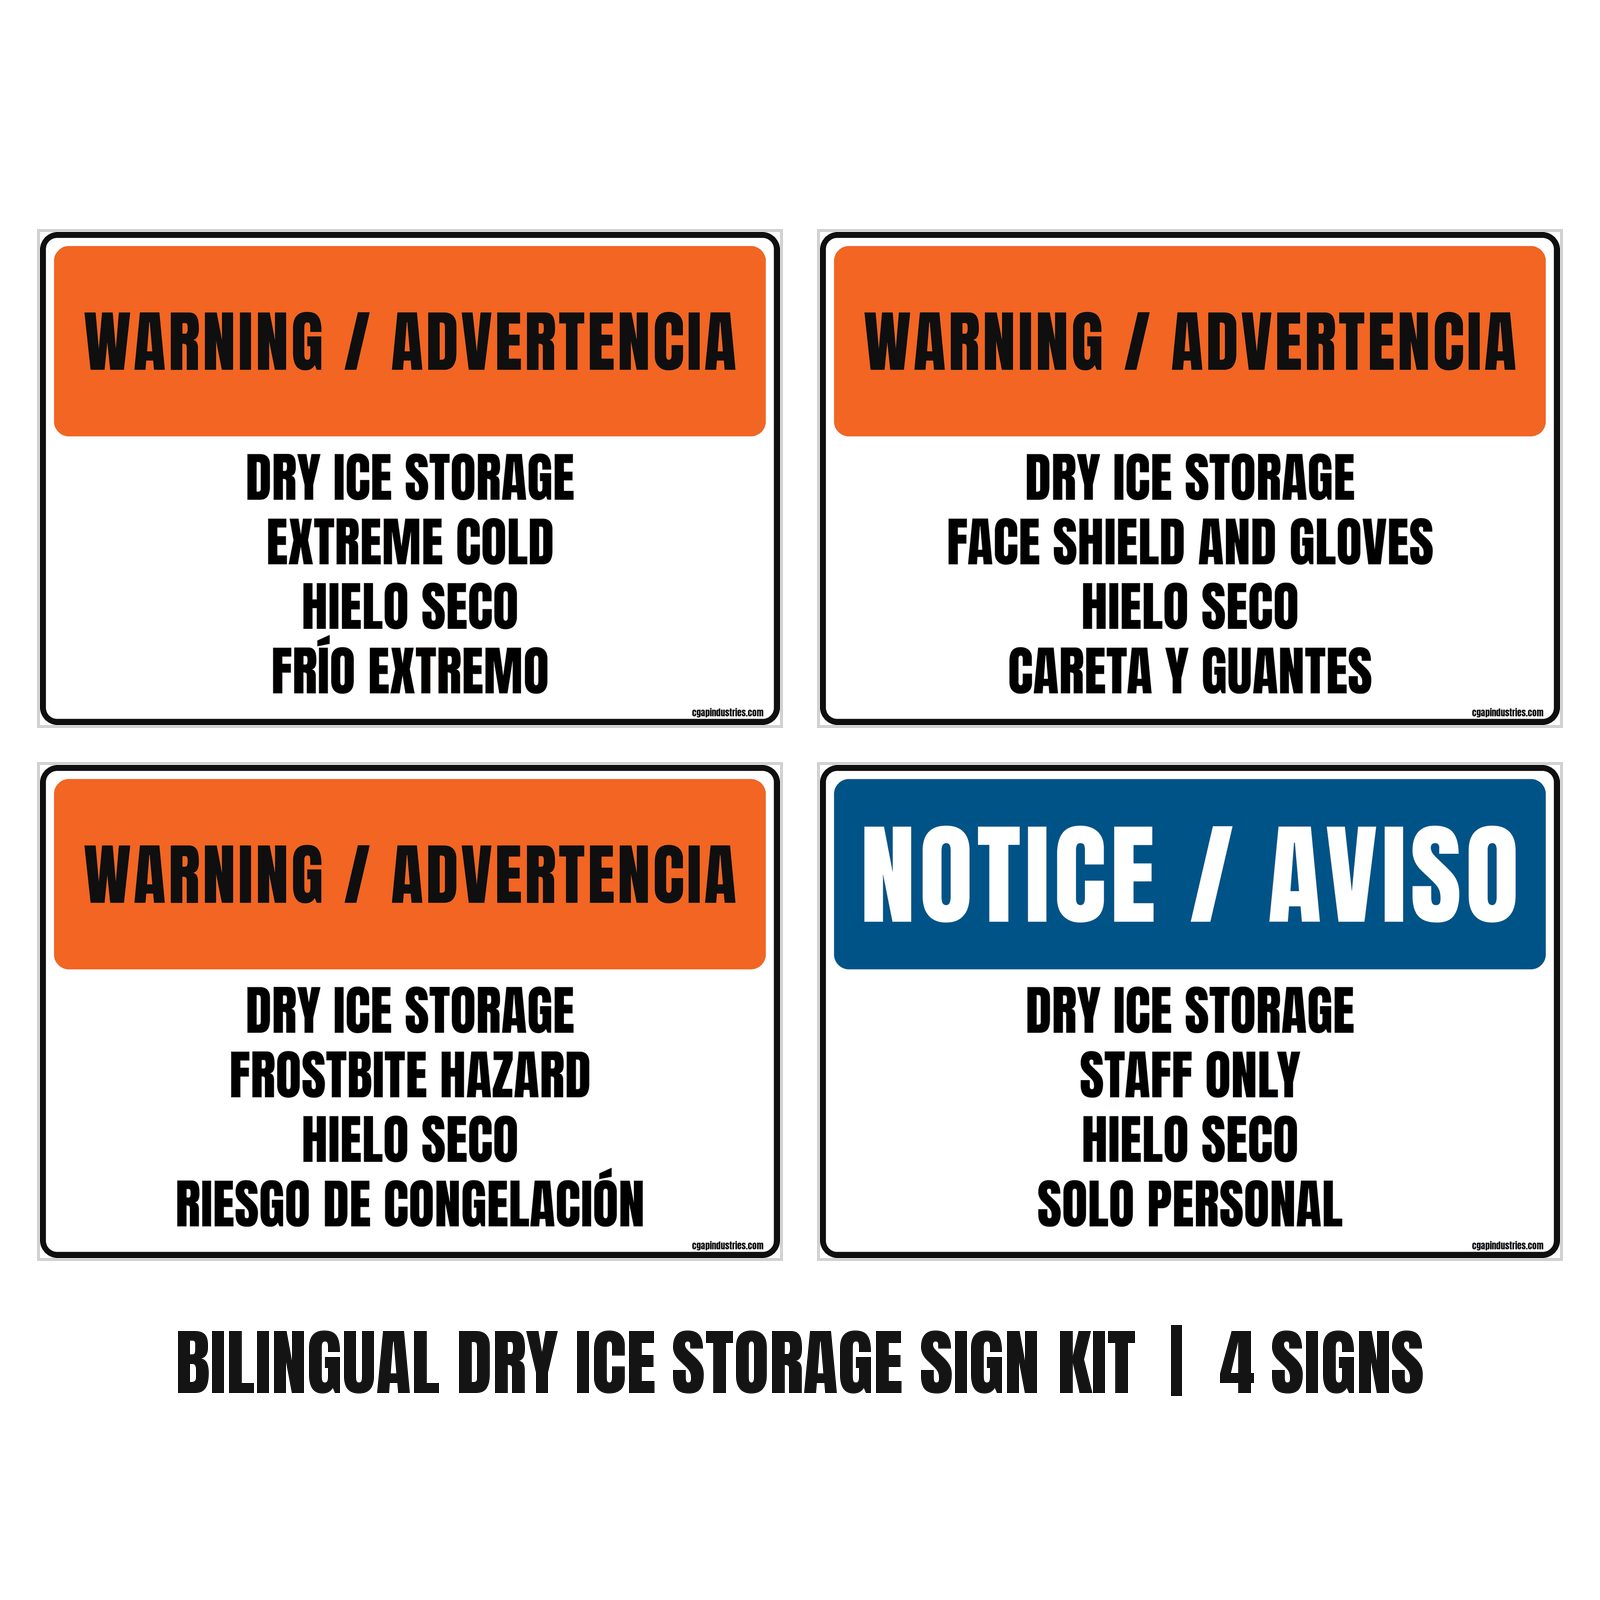 WARNING / ADVERTENCIA
DRY ICE STORAGE
EXTREME COLD
HIELO SECO
FRÍO EXTREMO
cgapindustries.com
WARNING / ADVERTENCIA
DRY ICE STORAGE
FACE SHIELD AND GLOVES
HIELO SECO
CARETA Y GUANTES
cgapindustries.com
WARNING / ADVERTENCIA
DRY ICE STORAGE
FROSTBITE HAZARD
HIELO SECO
RIESGO DE CONGELACIÓN
cgapindustries.com
NOTICE / AVISO
DRY ICE STORAGE
STAFF ONLY
HIELO SECO
SOLO PERSONAL
cgapindustries.com
BILINGUAL DRY ICE STORAGE SIGN KIT | 4 SIGNS